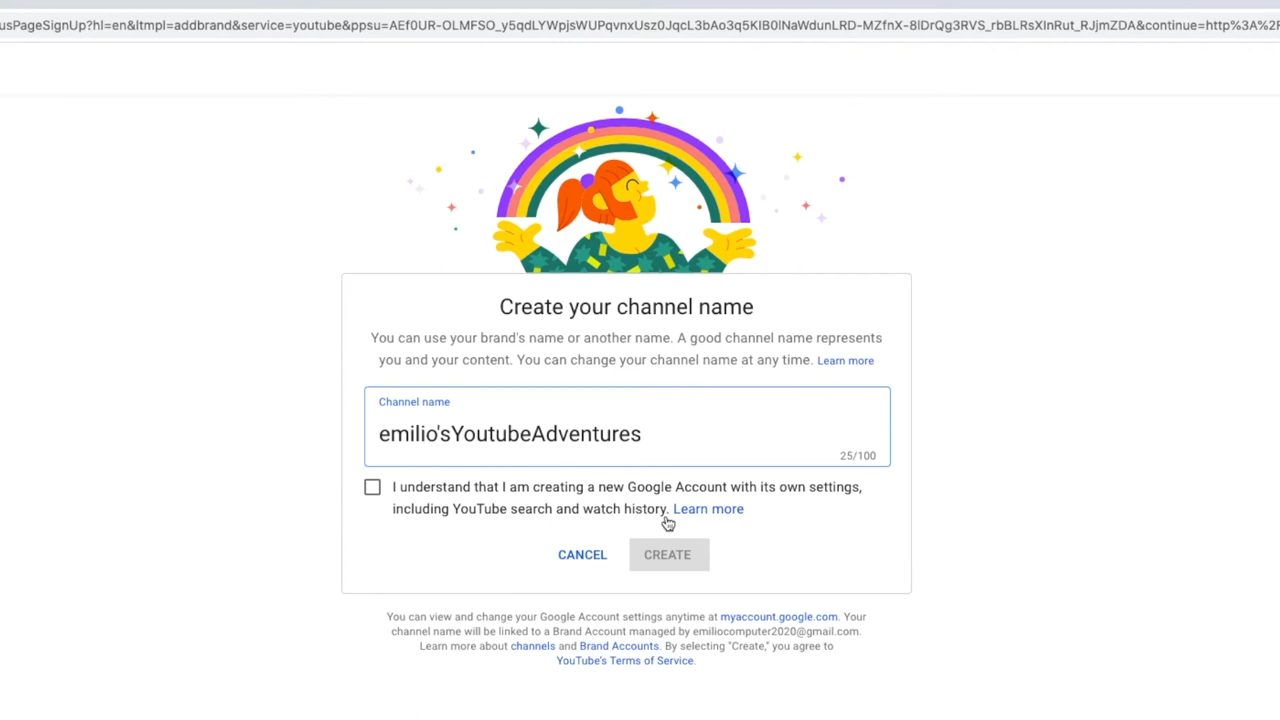 usPageSignUp?hl=en&ltmpl=addbrand&service=youtube&ppsu=AEf0UR-OLMFSO_y5qdLYWpjsWUPqvnxUsz0JqcL3bAo3q5KIB0lNaWdunLRD-MZfnX-8lDrQg3RVS_rbBLRsXInRut_RJjmZDA&continue=http%3A%2F
Create your channel name
You can use your brand's name or another name. A good channel name represents
you and your content. You can change your channel name at any time. Learn more
Channel name
emilio'sYoutubeAdventures
25/100
I understand that I am creating a new Google Account with its own settings,
including YouTube search and watch history. Learn more
CANCEL CREATE
You can view and change your Google Account settings anytime at myaccount.google.com. Your
channel name will be linked to a Brand Account managed by emiliocomputer2020@gmail.com.
Learn more about channels and Brand Accounts. By selecting "Create," you agree to
YouTube's Terms of Service.